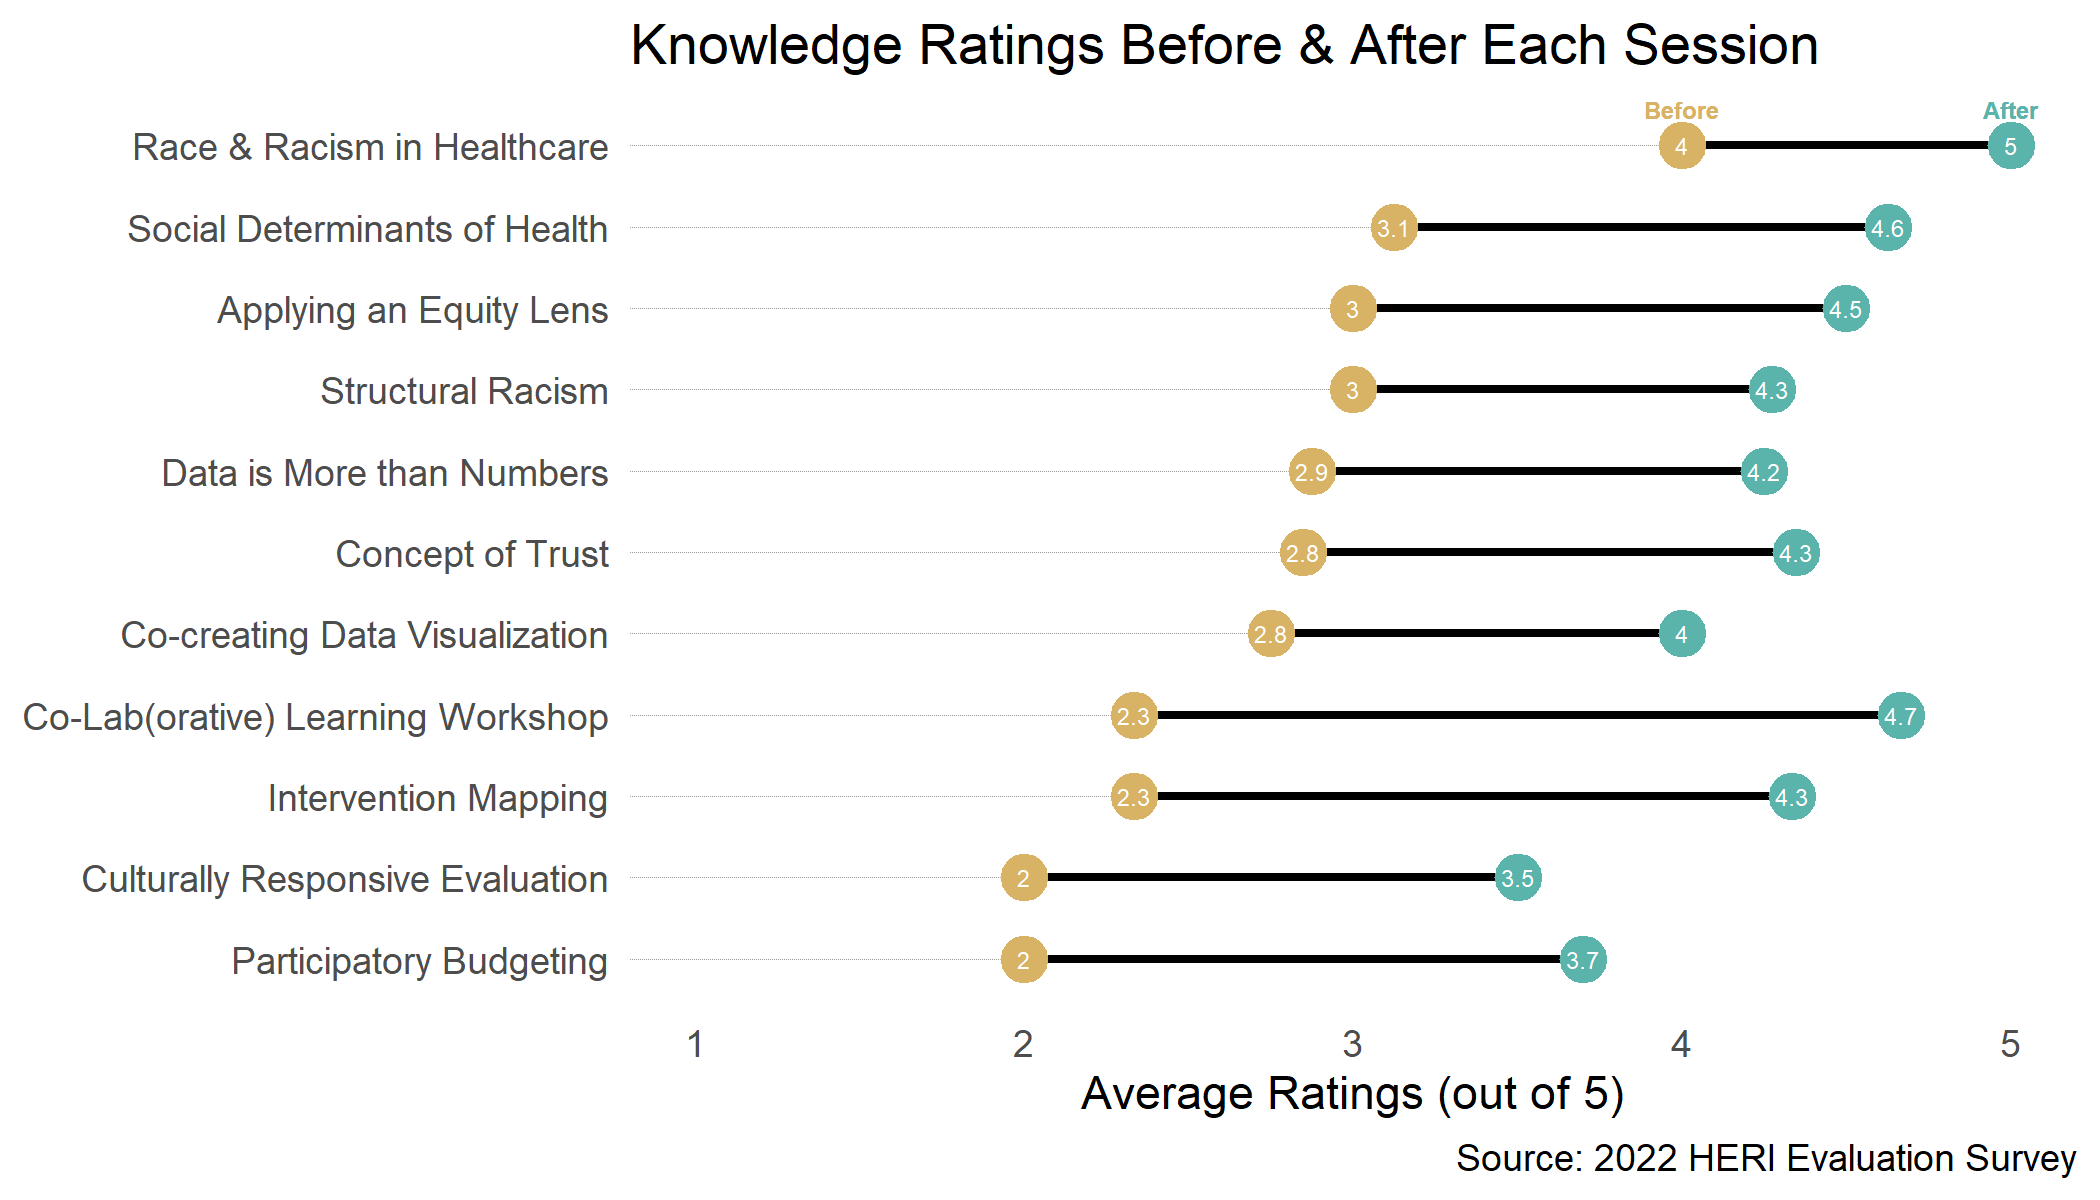 Knowledge Ratings Before & After Each Session
Before After
Race & Racism in Healthcare 4 5
Social Determinants of Health 3.1 4.6
Applying an Equity Lens 3 4.5
Structural Racism 3 4.3
Data is More than Numbers 2.9 4.2
Concept of Trust 2.8 4.3
Co-creating Data Visualization 2.8 4
Co-Lab(orative) Learning Workshop 2.3 4.7
Intervention Mapping 2.3 4.3
Culturally Responsive Evaluation 2 3.5
Participatory Budgeting 2 3.7
1 2 3 4 5
Average Ratings (out of 5)
Source: 2022 HERI Evaluation Survey